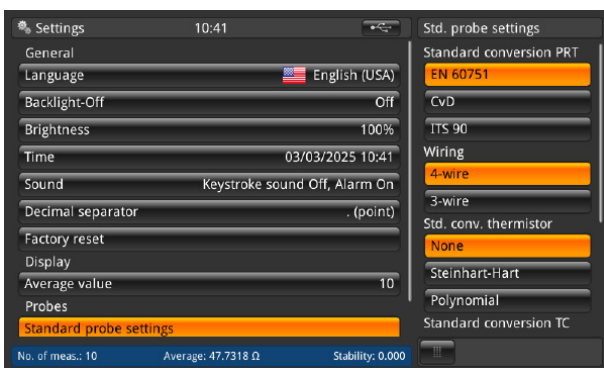 Settings 10:41
General
Language English (USA)
Backlight-Off Off
Brightness 100%
Time 03/03/2025 10:41
Sound Keystroke sound Off, Alarm On
Decimal separator . (point)
Factory reset
Display
Average value 10
Probes
Standard probe settings
No. of meas.: 10 Average: 47.7318 Ω Stability: 0.000
Std. probe settings
Standard conversion PRT
EN 60751
CvD
ITS 90
Wiring
4-wire
3-wire
Std. conv. thermistor
None
Steinhart-Hart
Polynomial
Standard conversion TC